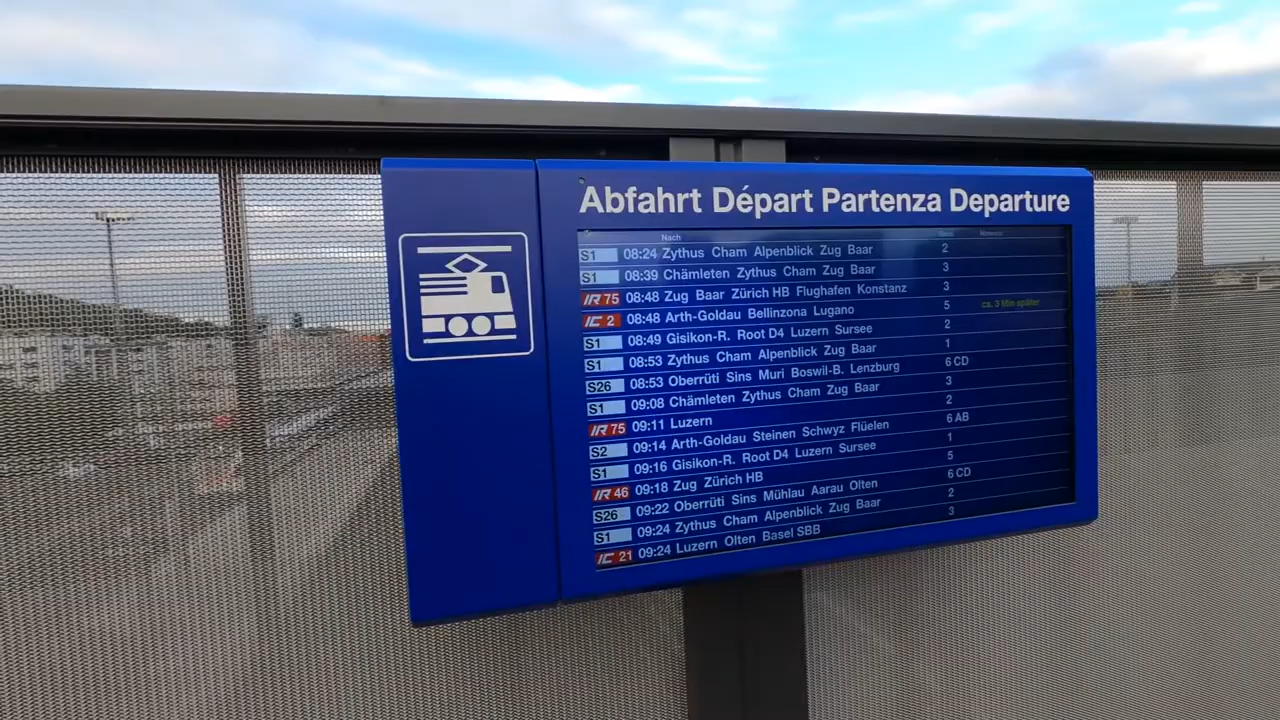 Abfahrt Départ Partenza Departure
Nach
S1 08:24 Zythus Cham Alpenblick Zug Baar 2
S1 08:39 Chämleten Zythus Cham Zug Baar 3
IR 75 08:48 Zug Baar Zürich HB Flughafen Konstanz 3
IC 2 08:48 Arth-Goldau Bellinzona Lugano 5 ca. 3 Min später
S1 08:49 Gisikon-R. Root D4 Luzern Sursee 2
S1 08:53 Zythus Cham Alpenblick Zug Baar 1
S26 08:53 Oberrüti Sins Muri Boswil-B. Lenzburg 6 CD
S1 09:08 Chämleten Zythus Cham Zug Baar 3
IR 75 09:11 Luzern 2
S2 09:14 Arth-Goldau Steinen Schwyz Flüelen 6 AB
S1 09:16 Gisikon-R. Root D4 Luzern Sursee 1
IR 46 09:18 Zug Zürich HB 5
S26 09:22 Oberrüti Sins Mühlau Aarau Olten 6 CD
S1 09:24 Zythus Cham Alpenblick Zug Baar 2
IC 21 09:24 Luzern Olten Basel SBB 3